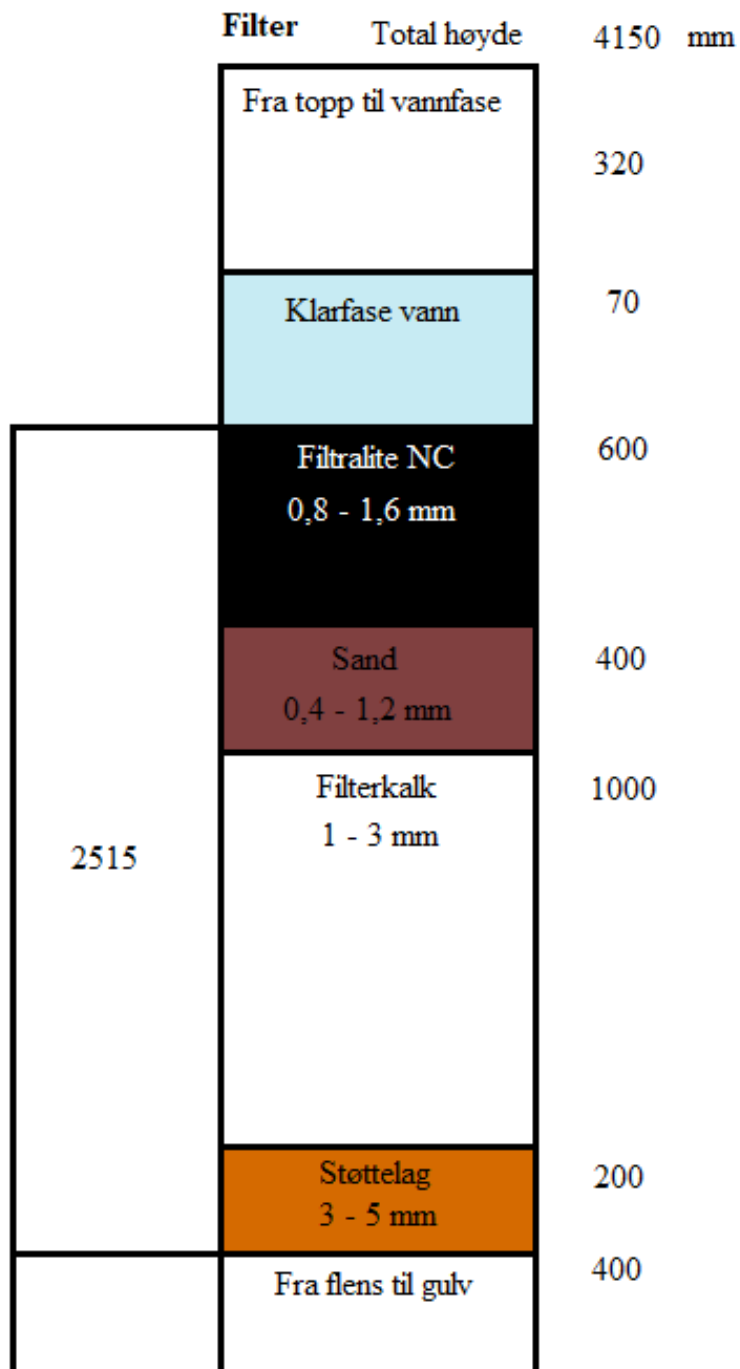 Filter Total høyde 4150 mm
Fra topp til vannfase
320
Klarfase vann 70
Filtralite NC 600
0,8 - 1,6 mm
Sand 400
0,4 - 1,2 mm
Filterkalk 1000
1 - 3 mm
2515
Støttelag 200
3 - 5 mm
Fra flens til gulv 400